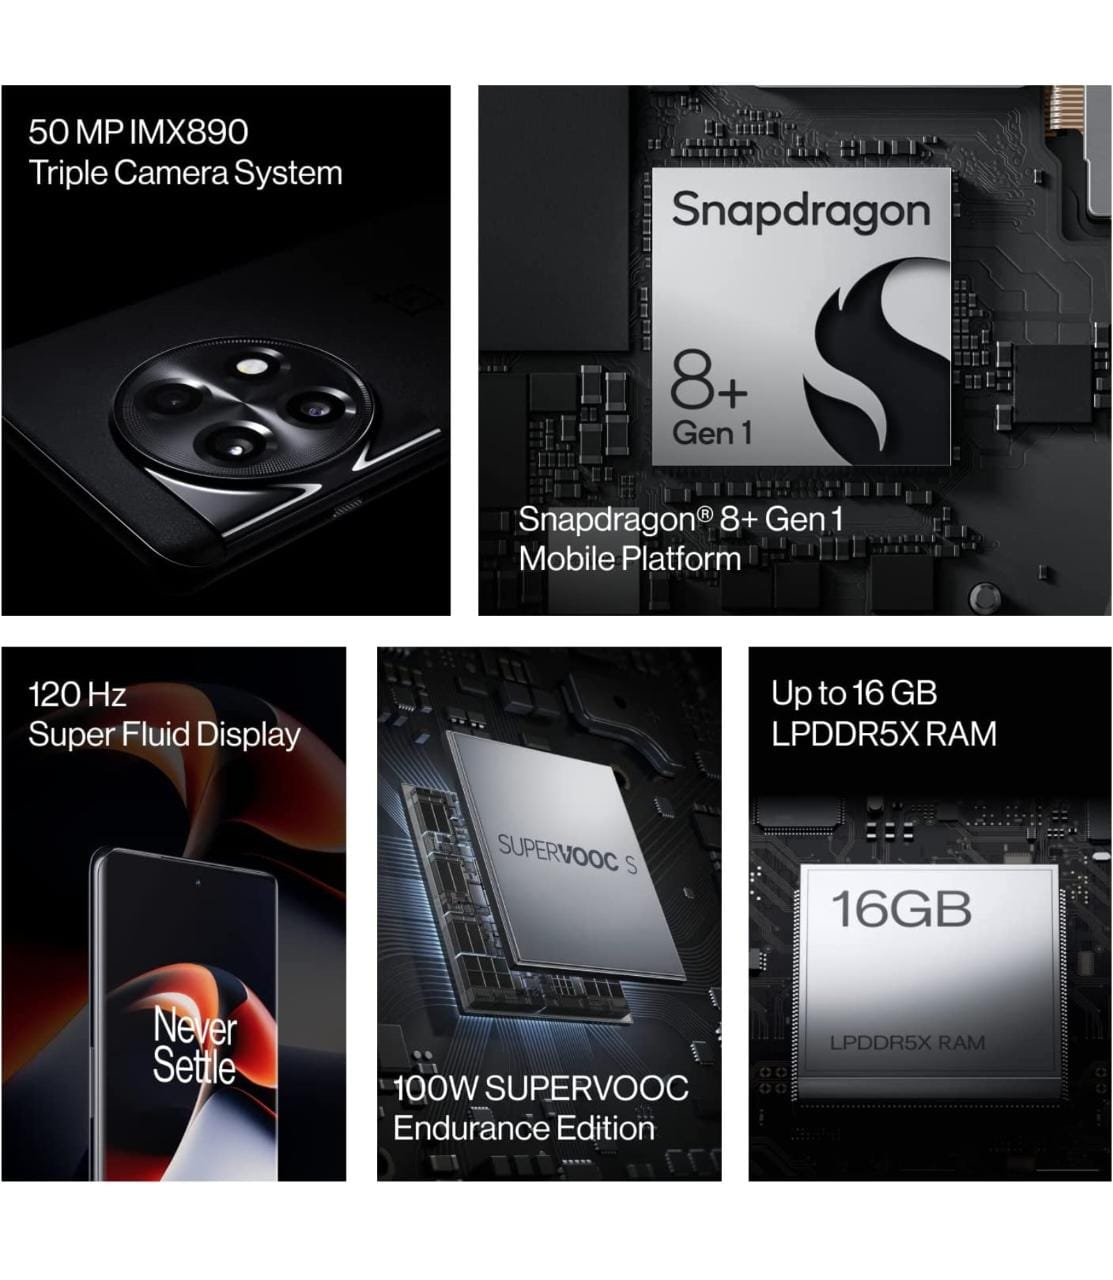 50 MP IMX890
Triple Camera System
Snapdragon
8+
Gen 1
Snapdragon® 8+ Gen 1
Mobile Platform
120 Hz
Super Fluid Display
Never
Settle
SUPERVOOC S
100W SUPERVOOC
Endurance Edition
Up to 16 GB
LPDDR5X RAM
16GB
LPDDR5X RAM